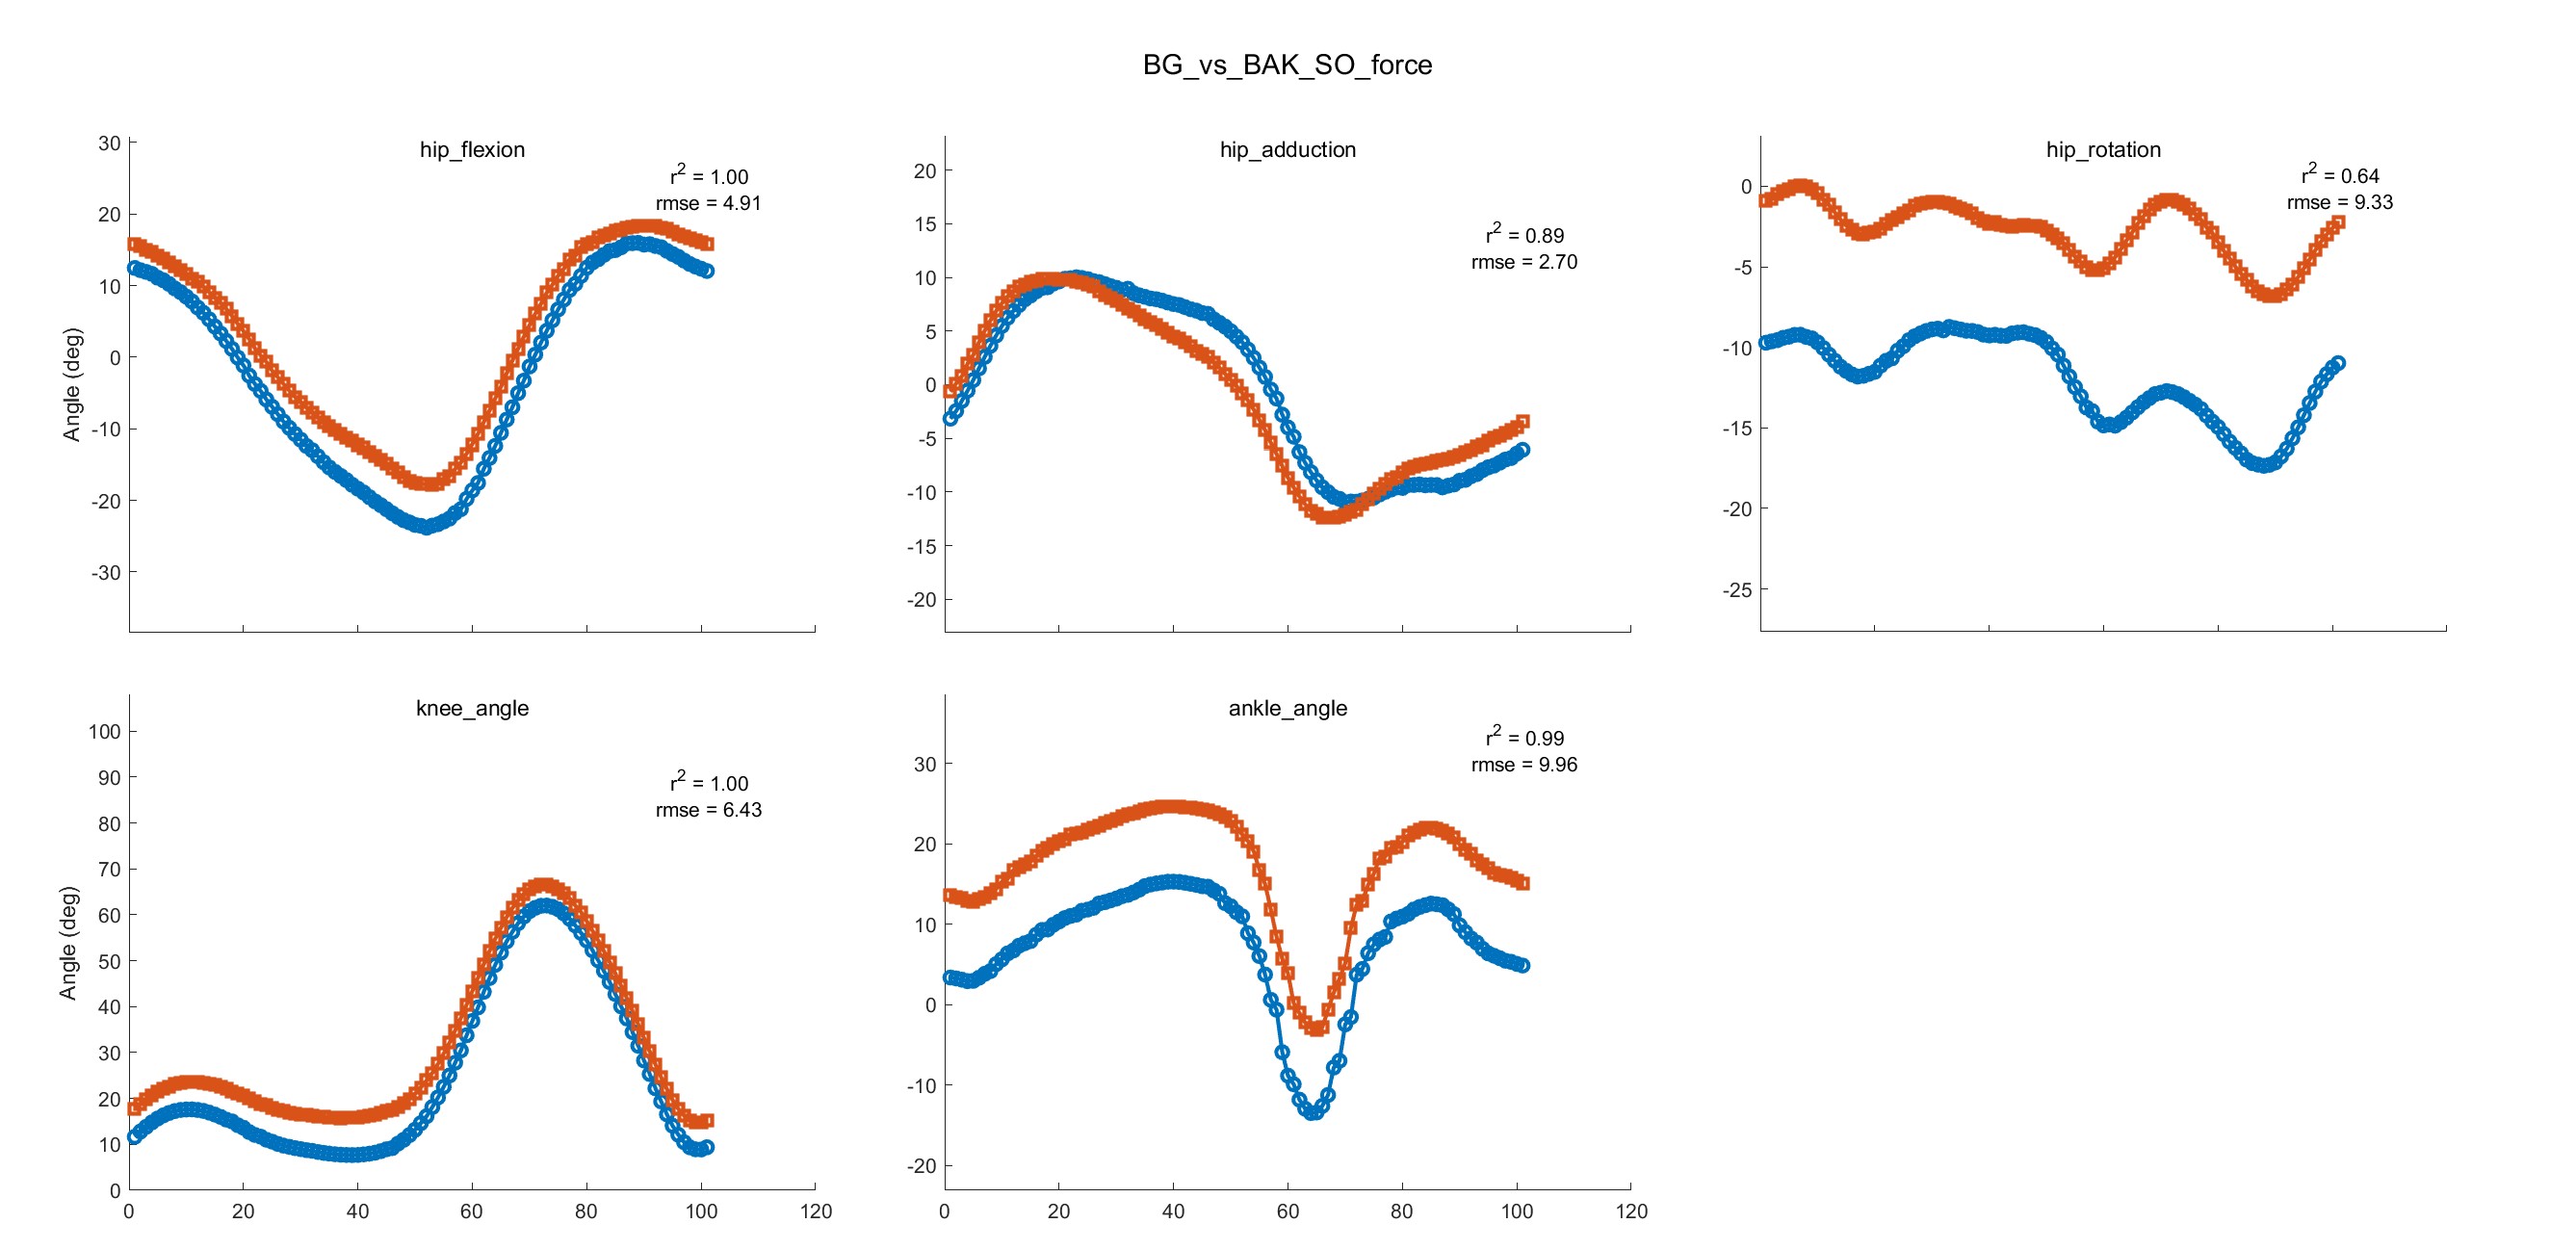 BG_vs_BAK_SO_force
hip_flexion
r2 = 1.00
rmse = 4.91
Angle (deg)
30
20
10
0
-10
-20
-30
hip_adduction
r2 = 0.89
rmse = 2.70
20
15
10
5
0
-5
-10
-15
-20
hip_rotation
r2 = 0.64
rmse = 9.33
0
-5
-10
-15
-20
-25
knee_angle
r2 = 1.00
rmse = 6.43
Angle (deg)
100
90
80
70
60
50
40
30
20
10
0
0 20 40 60 80 100 120
ankle_angle
r2 = 0.99
rmse = 9.96
30
20
10
0
-10
-20
0 20 40 60 80 100 120